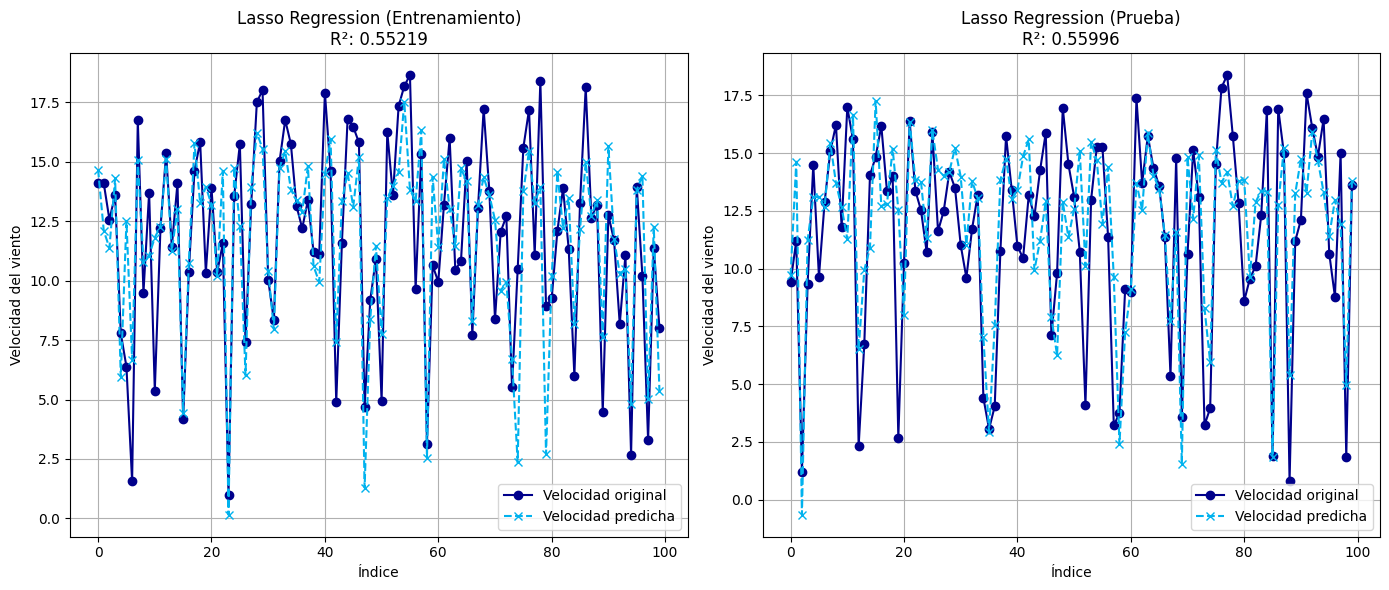 Lasso Regression (Entrenamiento)
R²: 0.55219
Velocidad del viento
17.5
15.0
12.5
10.0
7.5
5.0
2.5
0.0
0
20
40
60
80
100
Índice
Velocidad original
Velocidad predicha
Lasso Regression (Prueba)
R²: 0.55996
Velocidad del viento
17.5
15.0
12.5
10.0
7.5
5.0
2.5
0.0
0
20
40
60
80
100
Índice
Velocidad original
Velocidad predicha